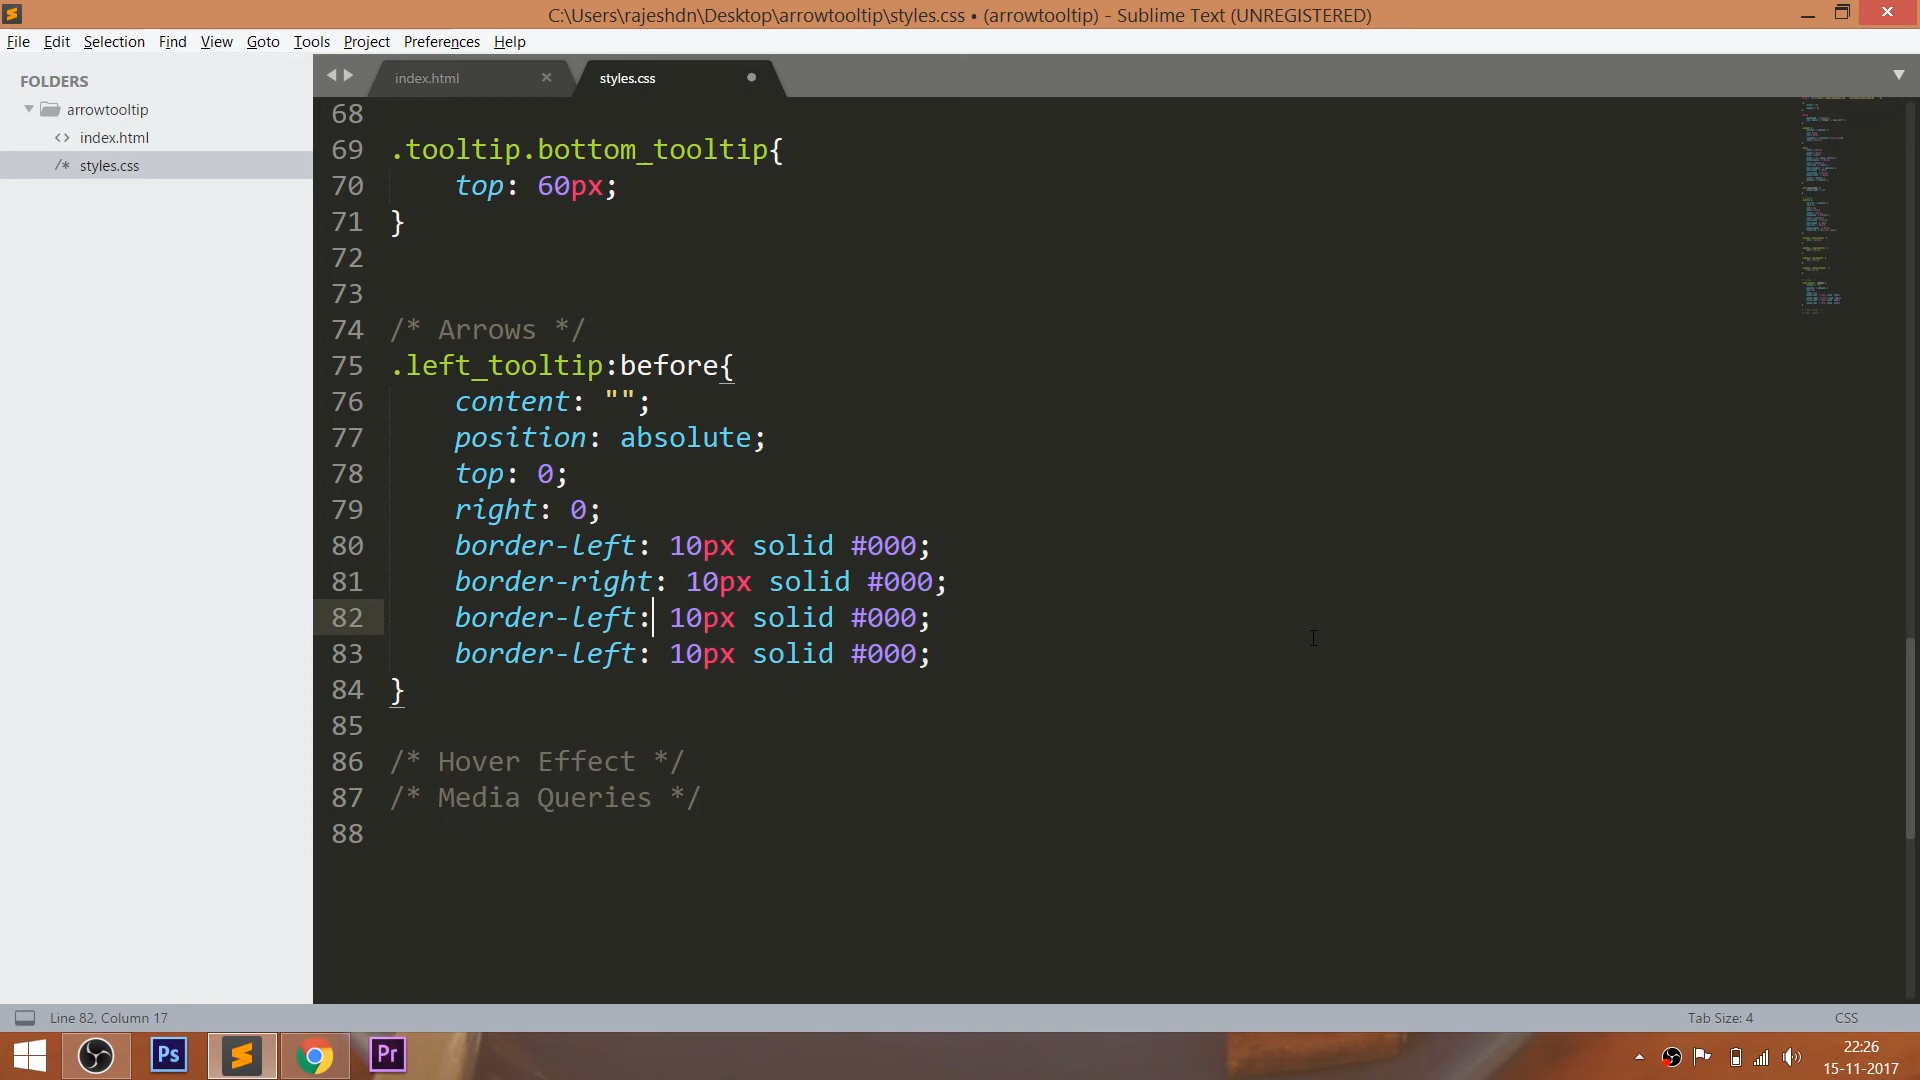 C:\Users\rajeshdn\Desktop\arrowtooltip\styles.css • (arrowtooltip) - Sublime Text (UNREGISTERED)
File Edit Selection Find View Goto Tools Project Preferences Help
FOLDERS
arrowtooltip
<> index.html
/* styles.css
index.html
styles.css
68
69 .tooltip.bottom_tooltip{
70 top: 60px;
71 }
72
73
74 /* Arrows */
75 .left_tooltip:before{
76 content: "";
77 position: absolute;
78 top: 0;
79 right: 0;
80 border-left: 10px solid #000;
81 border-right: 10px solid #000;
82 border-left: 10px solid #000;
83 border-left: 10px solid #000;
84 }
85
86 /* Hover Effect */
87 /* Media Queries */
88
Line 82, Column 17
Tab Size: 4
CSS
Ps
Pr
22:26
15-11-2017